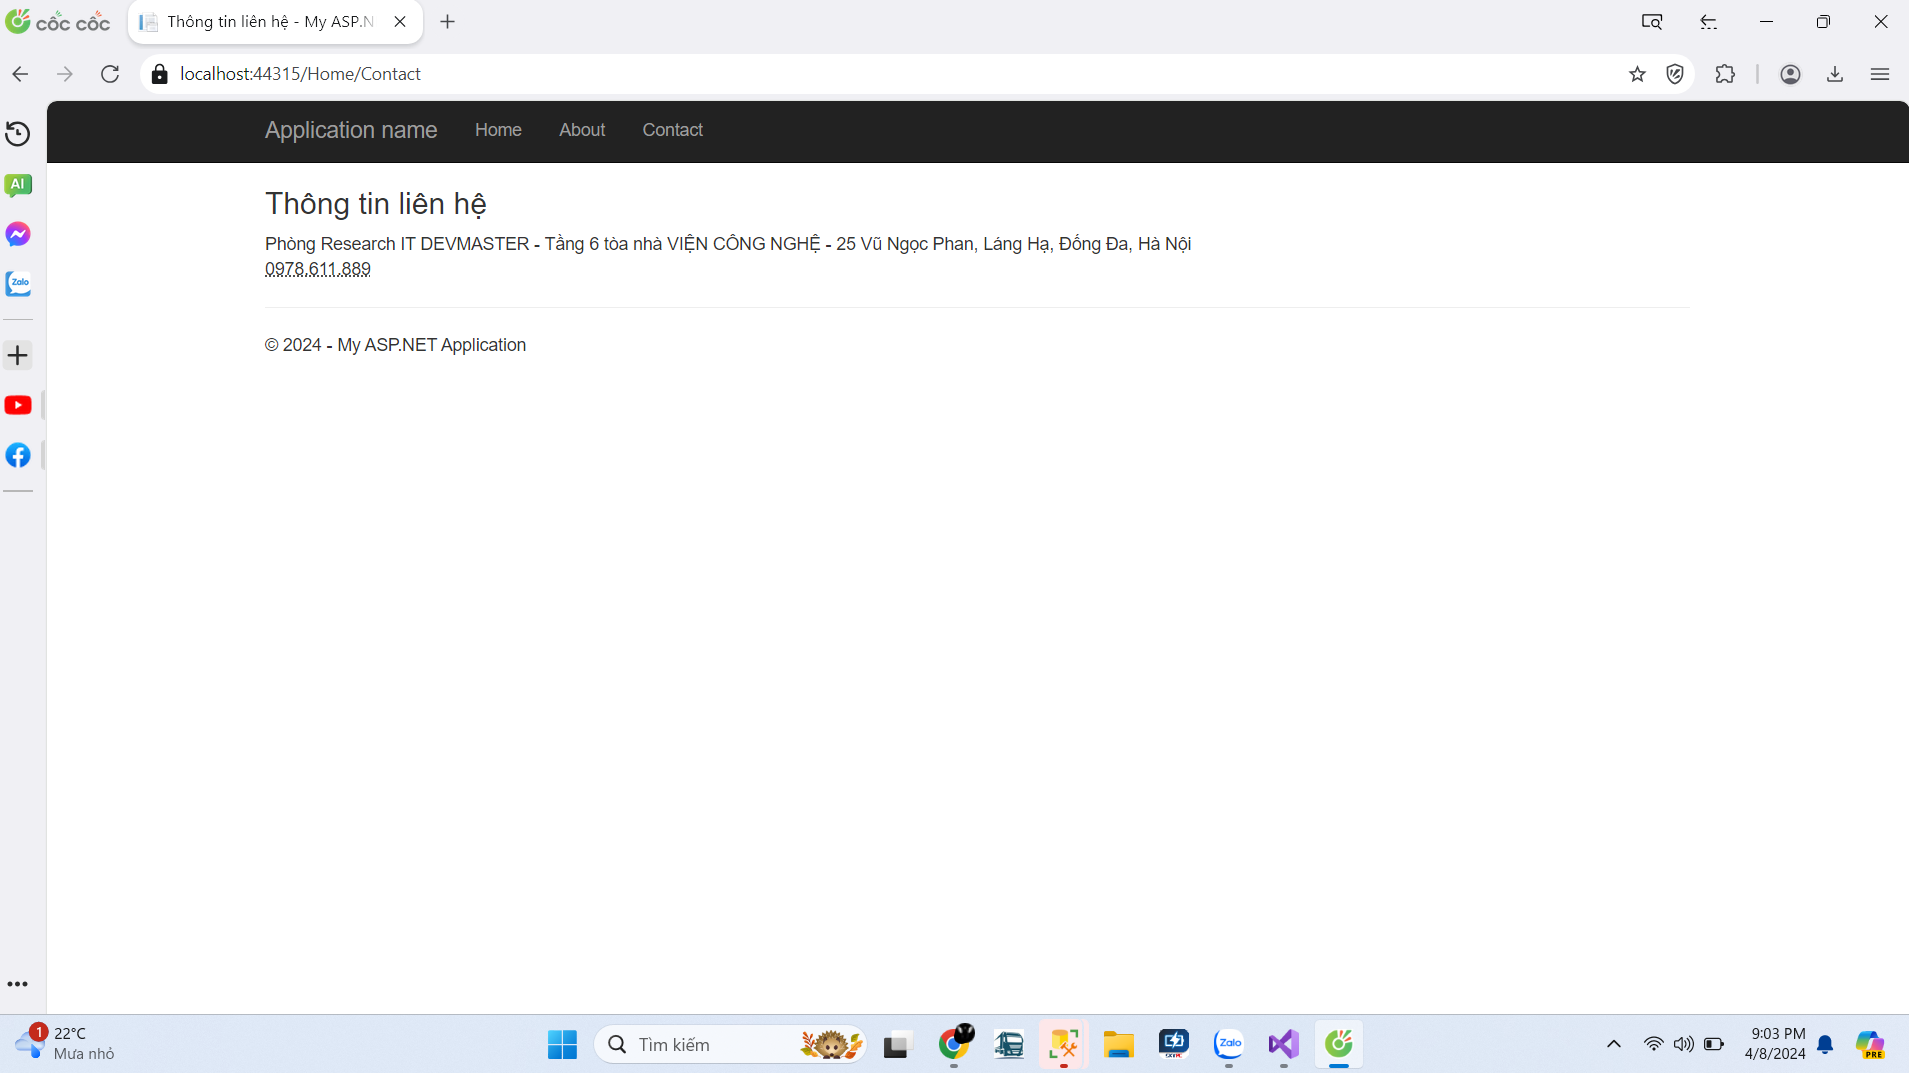 cốc cốc
Thông tin liên hệ - My ASP.N
localhost:44315/Home/Contact
Application name Home About Contact
AI
Thông tin liên hệ
Phòng Research IT DEVMASTER - Tầng 6 tòa nhà VIỆN CÔNG NGHỆ - 25 Vũ Ngọc Phan, Láng Hạ, Đống Đa, Hà Nội
0978.611.889
Zalo
© 2024 - My ASP.NET Application
1
22°C
Mưa nhỏ
Tìm kiếm
Zalo
9:03 PM
4/8/2024
PRE